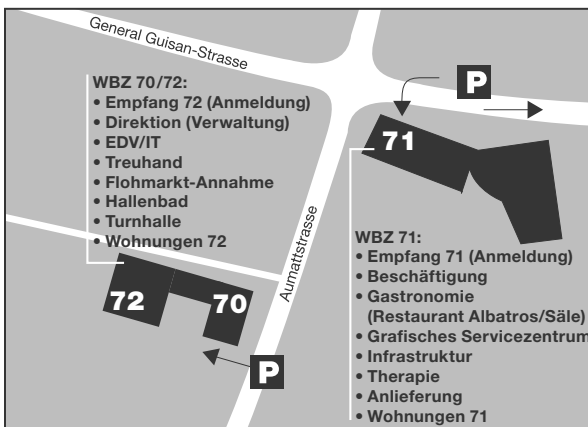 General Guisan-Strasse
WBZ 70/72:
• Empfang 72 (Anmeldung)
• Direktion (Verwaltung)
• EDV/IT
• Treuhand
• Flohmarkt-Annahme
• Hallenbad
• Turnhalle
• Wohnungen 72
P
71
Aumattstrasse
WBZ 71:
• Empfang 71 (Anmeldung)
• Beschäftigung
• Gastronomie
(Restaurant Albatros/Säle)
• Grafisches Servicezentrum
• Infrastruktur
• Therapie
• Anlieferung
• Wohnungen 71
72
70
P